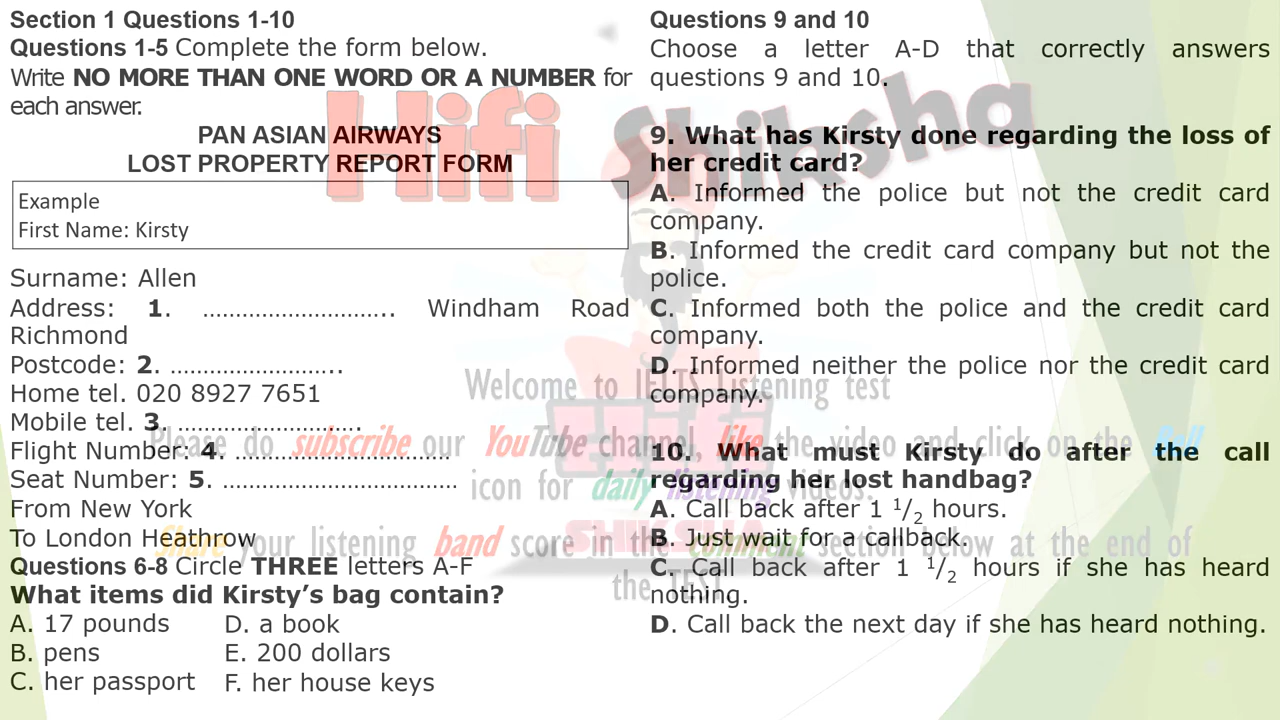 Section 1 Questions 1-10
Questions 1-5 Complete the form below.
Write NO MORE THAN ONE WORD OR A NUMBER for
each answer.
PAN ASIAN AIRWAYS
LOST PROPERTY REPORT FORM
Example
First Name: Kirsty
Surname: Allen
Address: 1. ……………………….. Windham Road
Richmond
Postcode: 2. ……………………..
Home tel. 020 8927 7651
Mobile tel. 3. ……………………….
Flight Number: 4. ……………………………
Seat Number: 5. ………………………………
From New York
To London Heathrow
Questions 6-8 Circle THREE letters A-F
What items did Kirsty’s bag contain?
A. 17 pounds D. a book
B. pens E. 200 dollars
C. her passport F. her house keys
Questions 9 and 10
Choose a letter A-D that correctly answers
questions 9 and 10.
9. What has Kirsty done regarding the loss of
her credit card?
A. Informed the police but not the credit card
company.
B. Informed the credit card company but not the
police.
C. Informed both the police and the credit card
company.
D. Informed neither the police nor the credit card
company.
10. What must Kirsty do after the call
regarding her lost handbag?
A. Call back after 1 1/2 hours.
B. Just wait for a callback.
C. Call back after 1 1/2 hours if she has heard
nothing.
D. Call back the next day if she has heard nothing.
Hifi Shiksha
Welcome to IELTS Listening test
Hifi
Please do subscribe our YouTube channel, like the video and click on the Bell
icon for daily listening videos.
SHIKSHA
Share your listening band score in the comment section below at the end of
the TEST